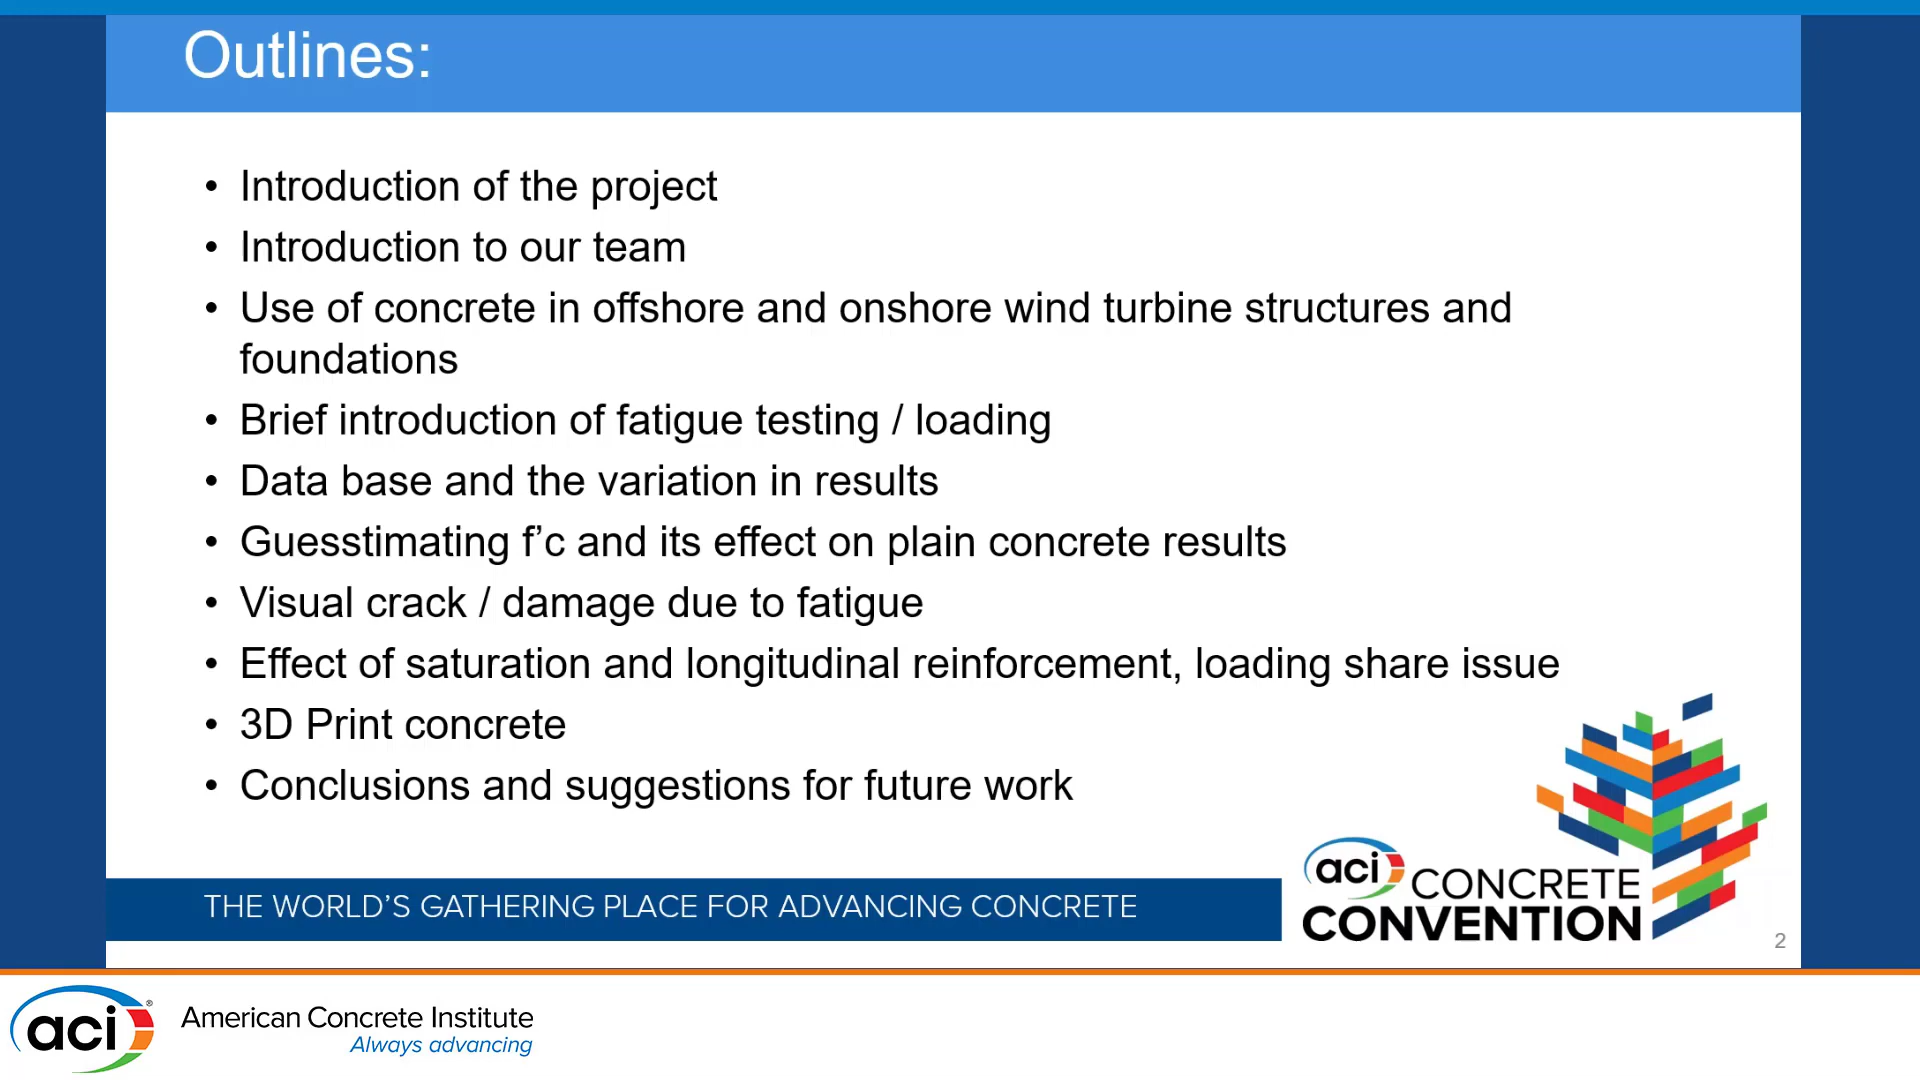 Outlines:
• Introduction of the project
• Introduction to our team
• Use of concrete in offshore and onshore wind turbine structures and
foundations
• Brief introduction of fatigue testing / loading
• Data base and the variation in results
• Guesstimating f’c and its effect on plain concrete results
• Visual crack / damage due to fatigue
• Effect of saturation and longitudinal reinforcement, loading share issue
• 3D Print concrete
• Conclusions and suggestions for future work
THE WORLD’S GATHERING PLACE FOR ADVANCING CONCRETE
aci CONCRETE
CONVENTION
2
aci®
American Concrete Institute
Always advancing